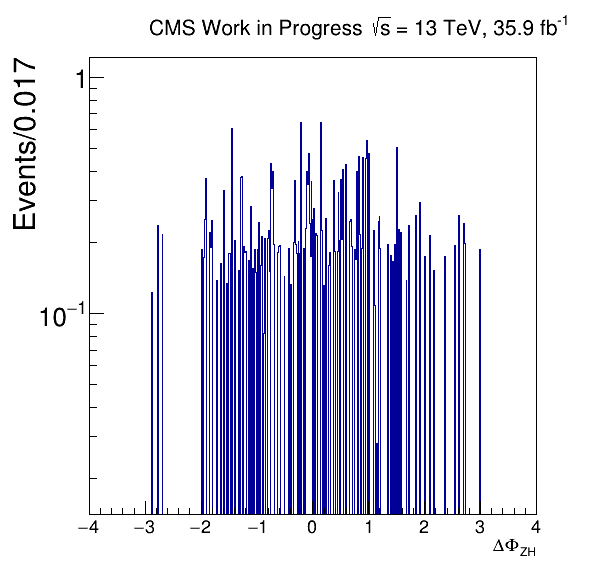 CMS Work in Progress √s = 13 TeV, 35.9 fb⁻¹
Events/0.017
1
10⁻¹
−4 −3 −2 −1 0 1 2 3 4
ΔΦ_ZH